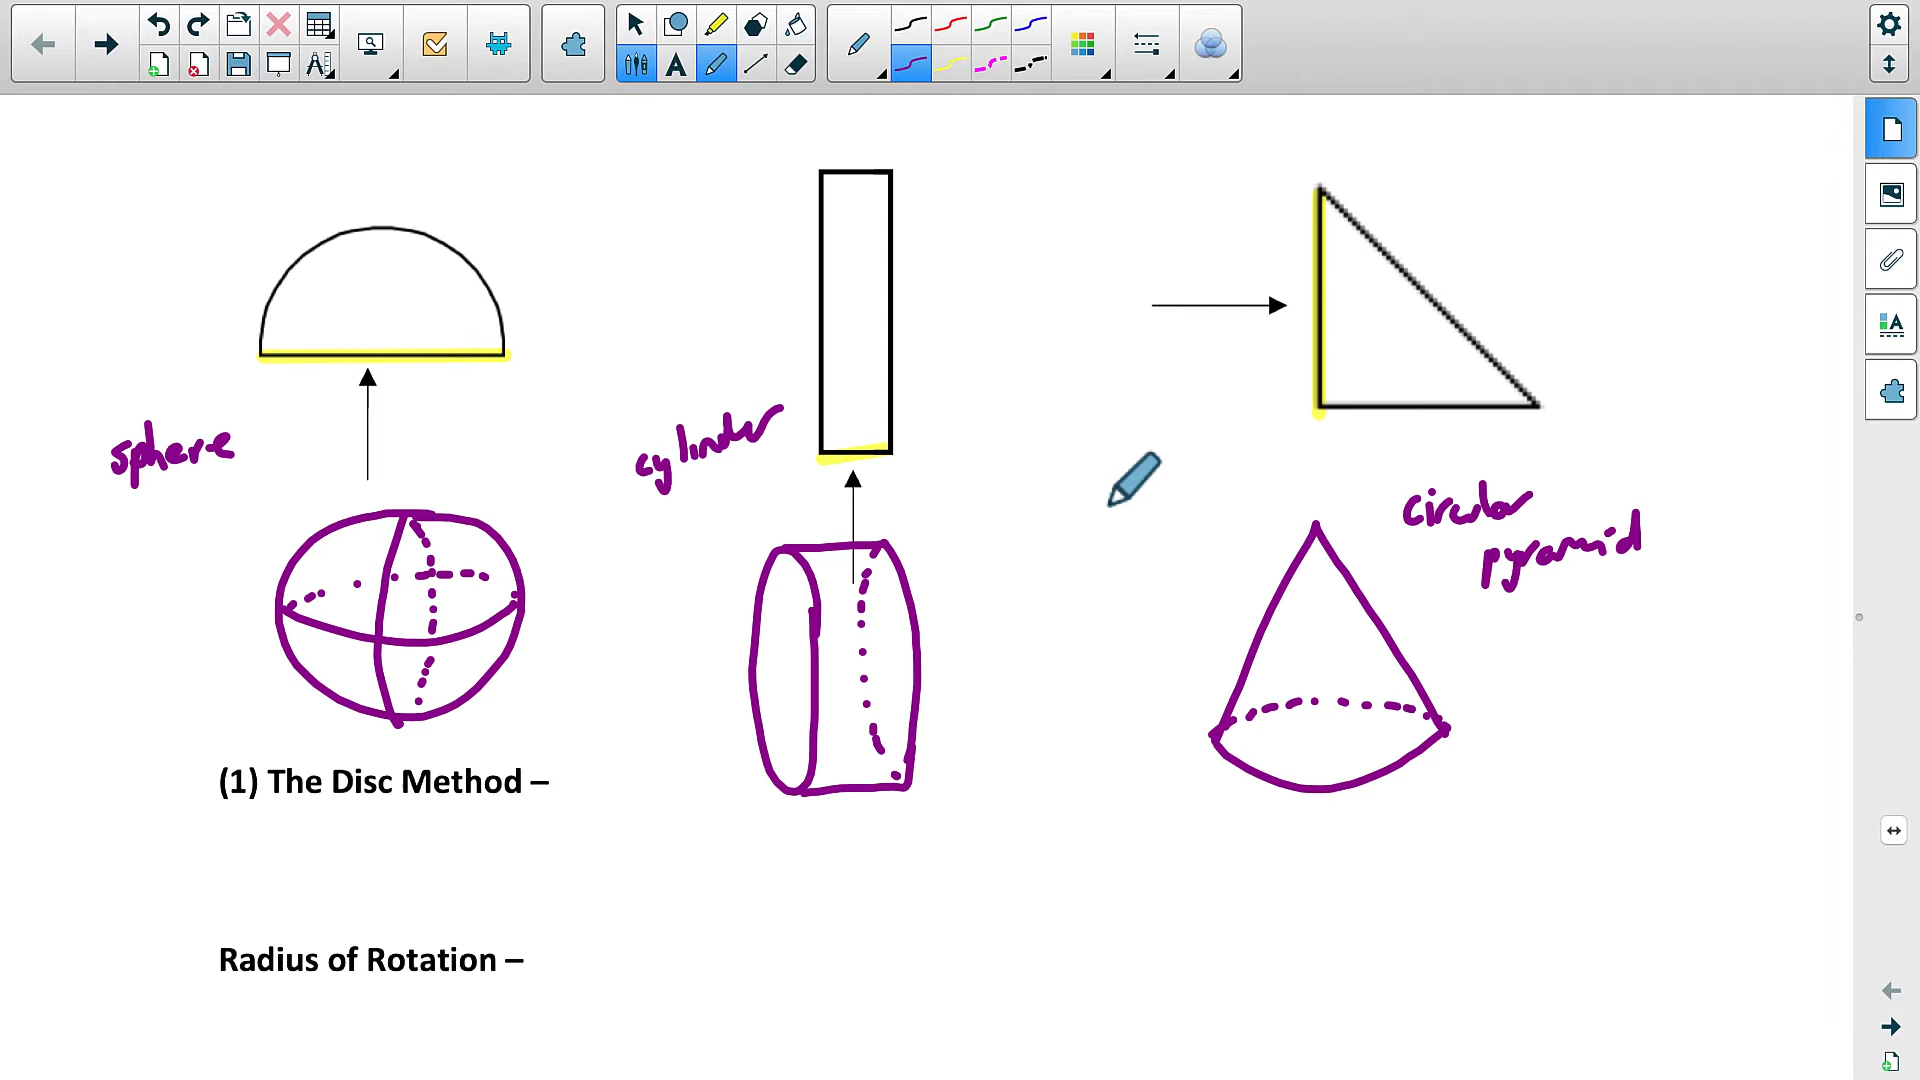 sphere
cylinder
circular
pyramid
(1) The Disc Method –
Radius of Rotation –